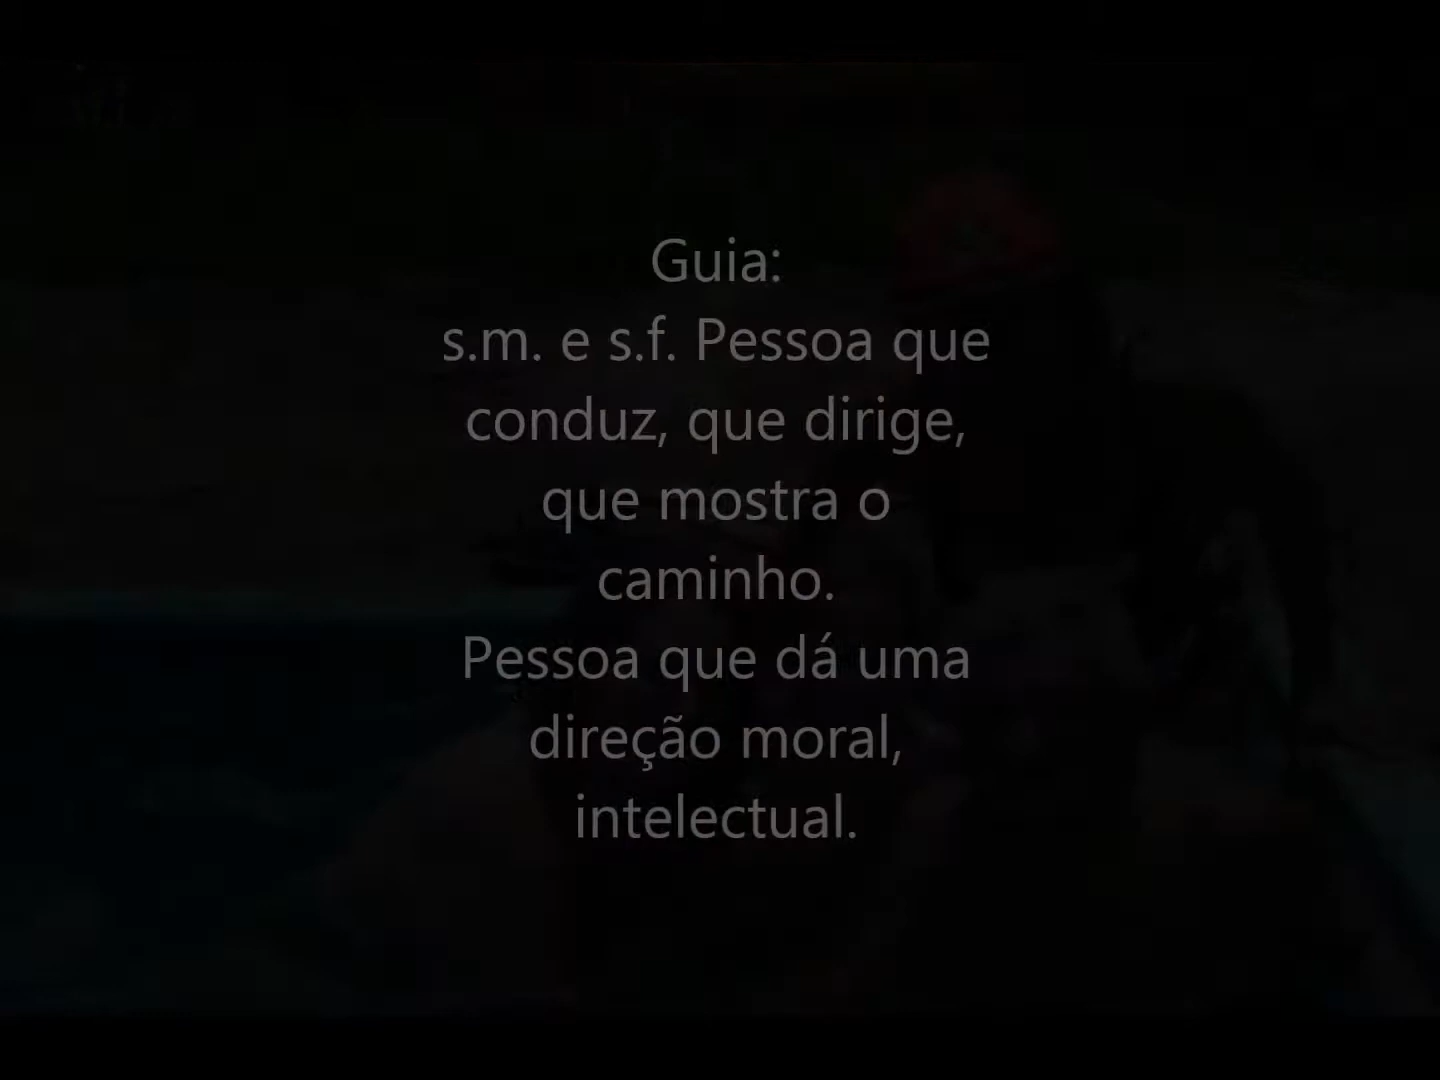 Guia:
s.m. e s.f. Pessoa que
conduz, que dirige,
que mostra o
caminho.
Pessoa que dá uma
direção moral,
intelectual.